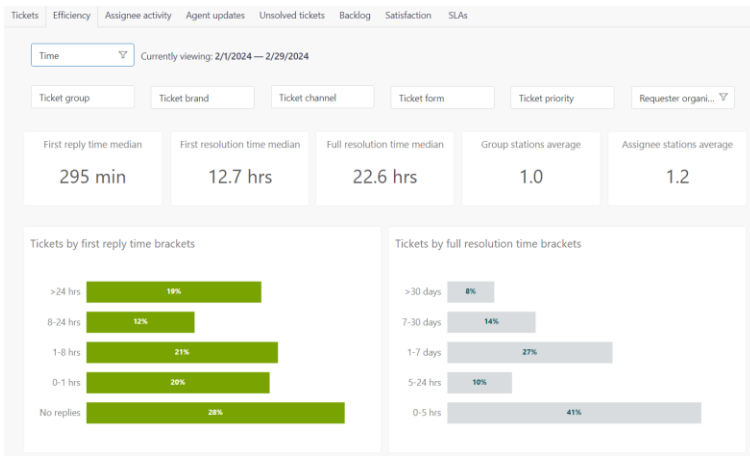 Tickets Efficiency Assignee activity Agent updates Unsolved tickets Backlog Satisfaction SLAs
Time Currently viewing: 2/1/2024 — 2/29/2024
Ticket group Ticket brand Ticket channel Ticket form Ticket priority Requester organi...
First reply time median First resolution time median Full resolution time median Group stations average Assignee stations average
295 min 12.7 hrs 22.6 hrs 1.0 1.2
Tickets by first reply time brackets
>24 hrs 19%
8-24 hrs 12%
1-8 hrs 21%
0-1 hrs 20%
No replies 28%
Tickets by full resolution time brackets
>30 days 8%
7-30 days 14%
1-7 days 27%
5-24 hrs 10%
0-5 hrs 41%